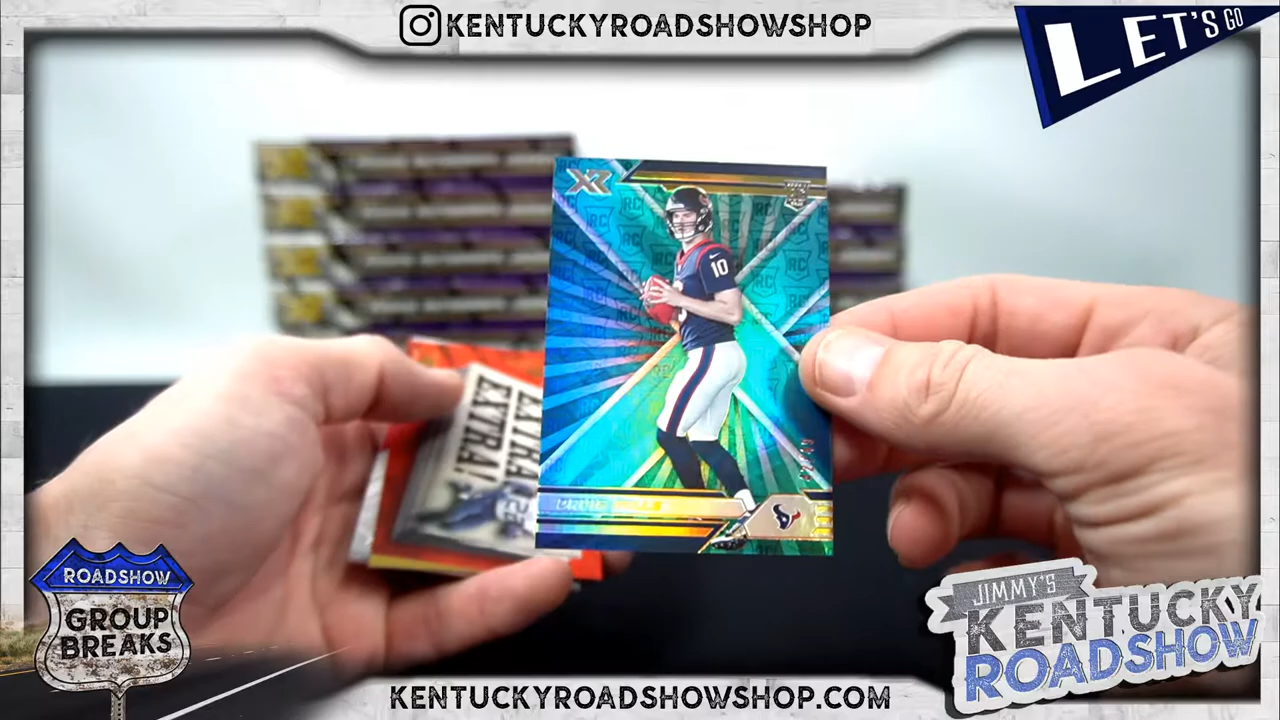 KENTUCKYROADSHOWSHOP
LET'S GO
XR
RC
10
EXTRA
EXTRA!
ROADSHOW
GROUP
BREAKS
JIMMY'S
KENTUCKY
ROADSHOW
KENTUCKYROADSHOWSHOP.COM